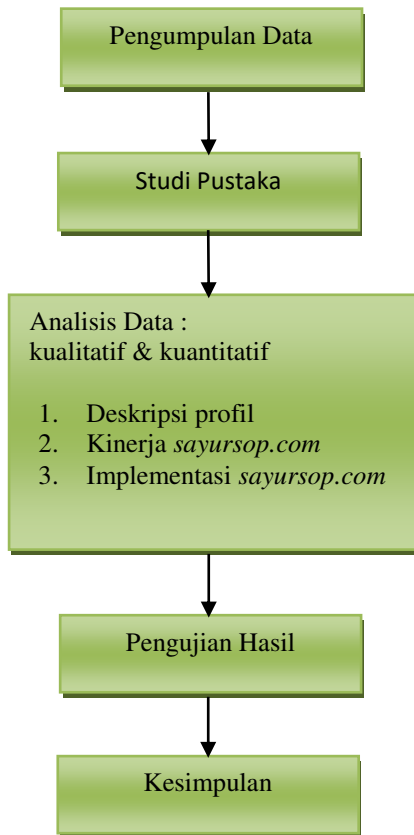 Pengumpulan Data
Studi Pustaka
Analisis Data :
kualitatif & kuantitatif
1. Deskripsi profil
2. Kinerja sayursop.com
3. Implementasi sayursop.com
Pengujian Hasil
Kesimpulan